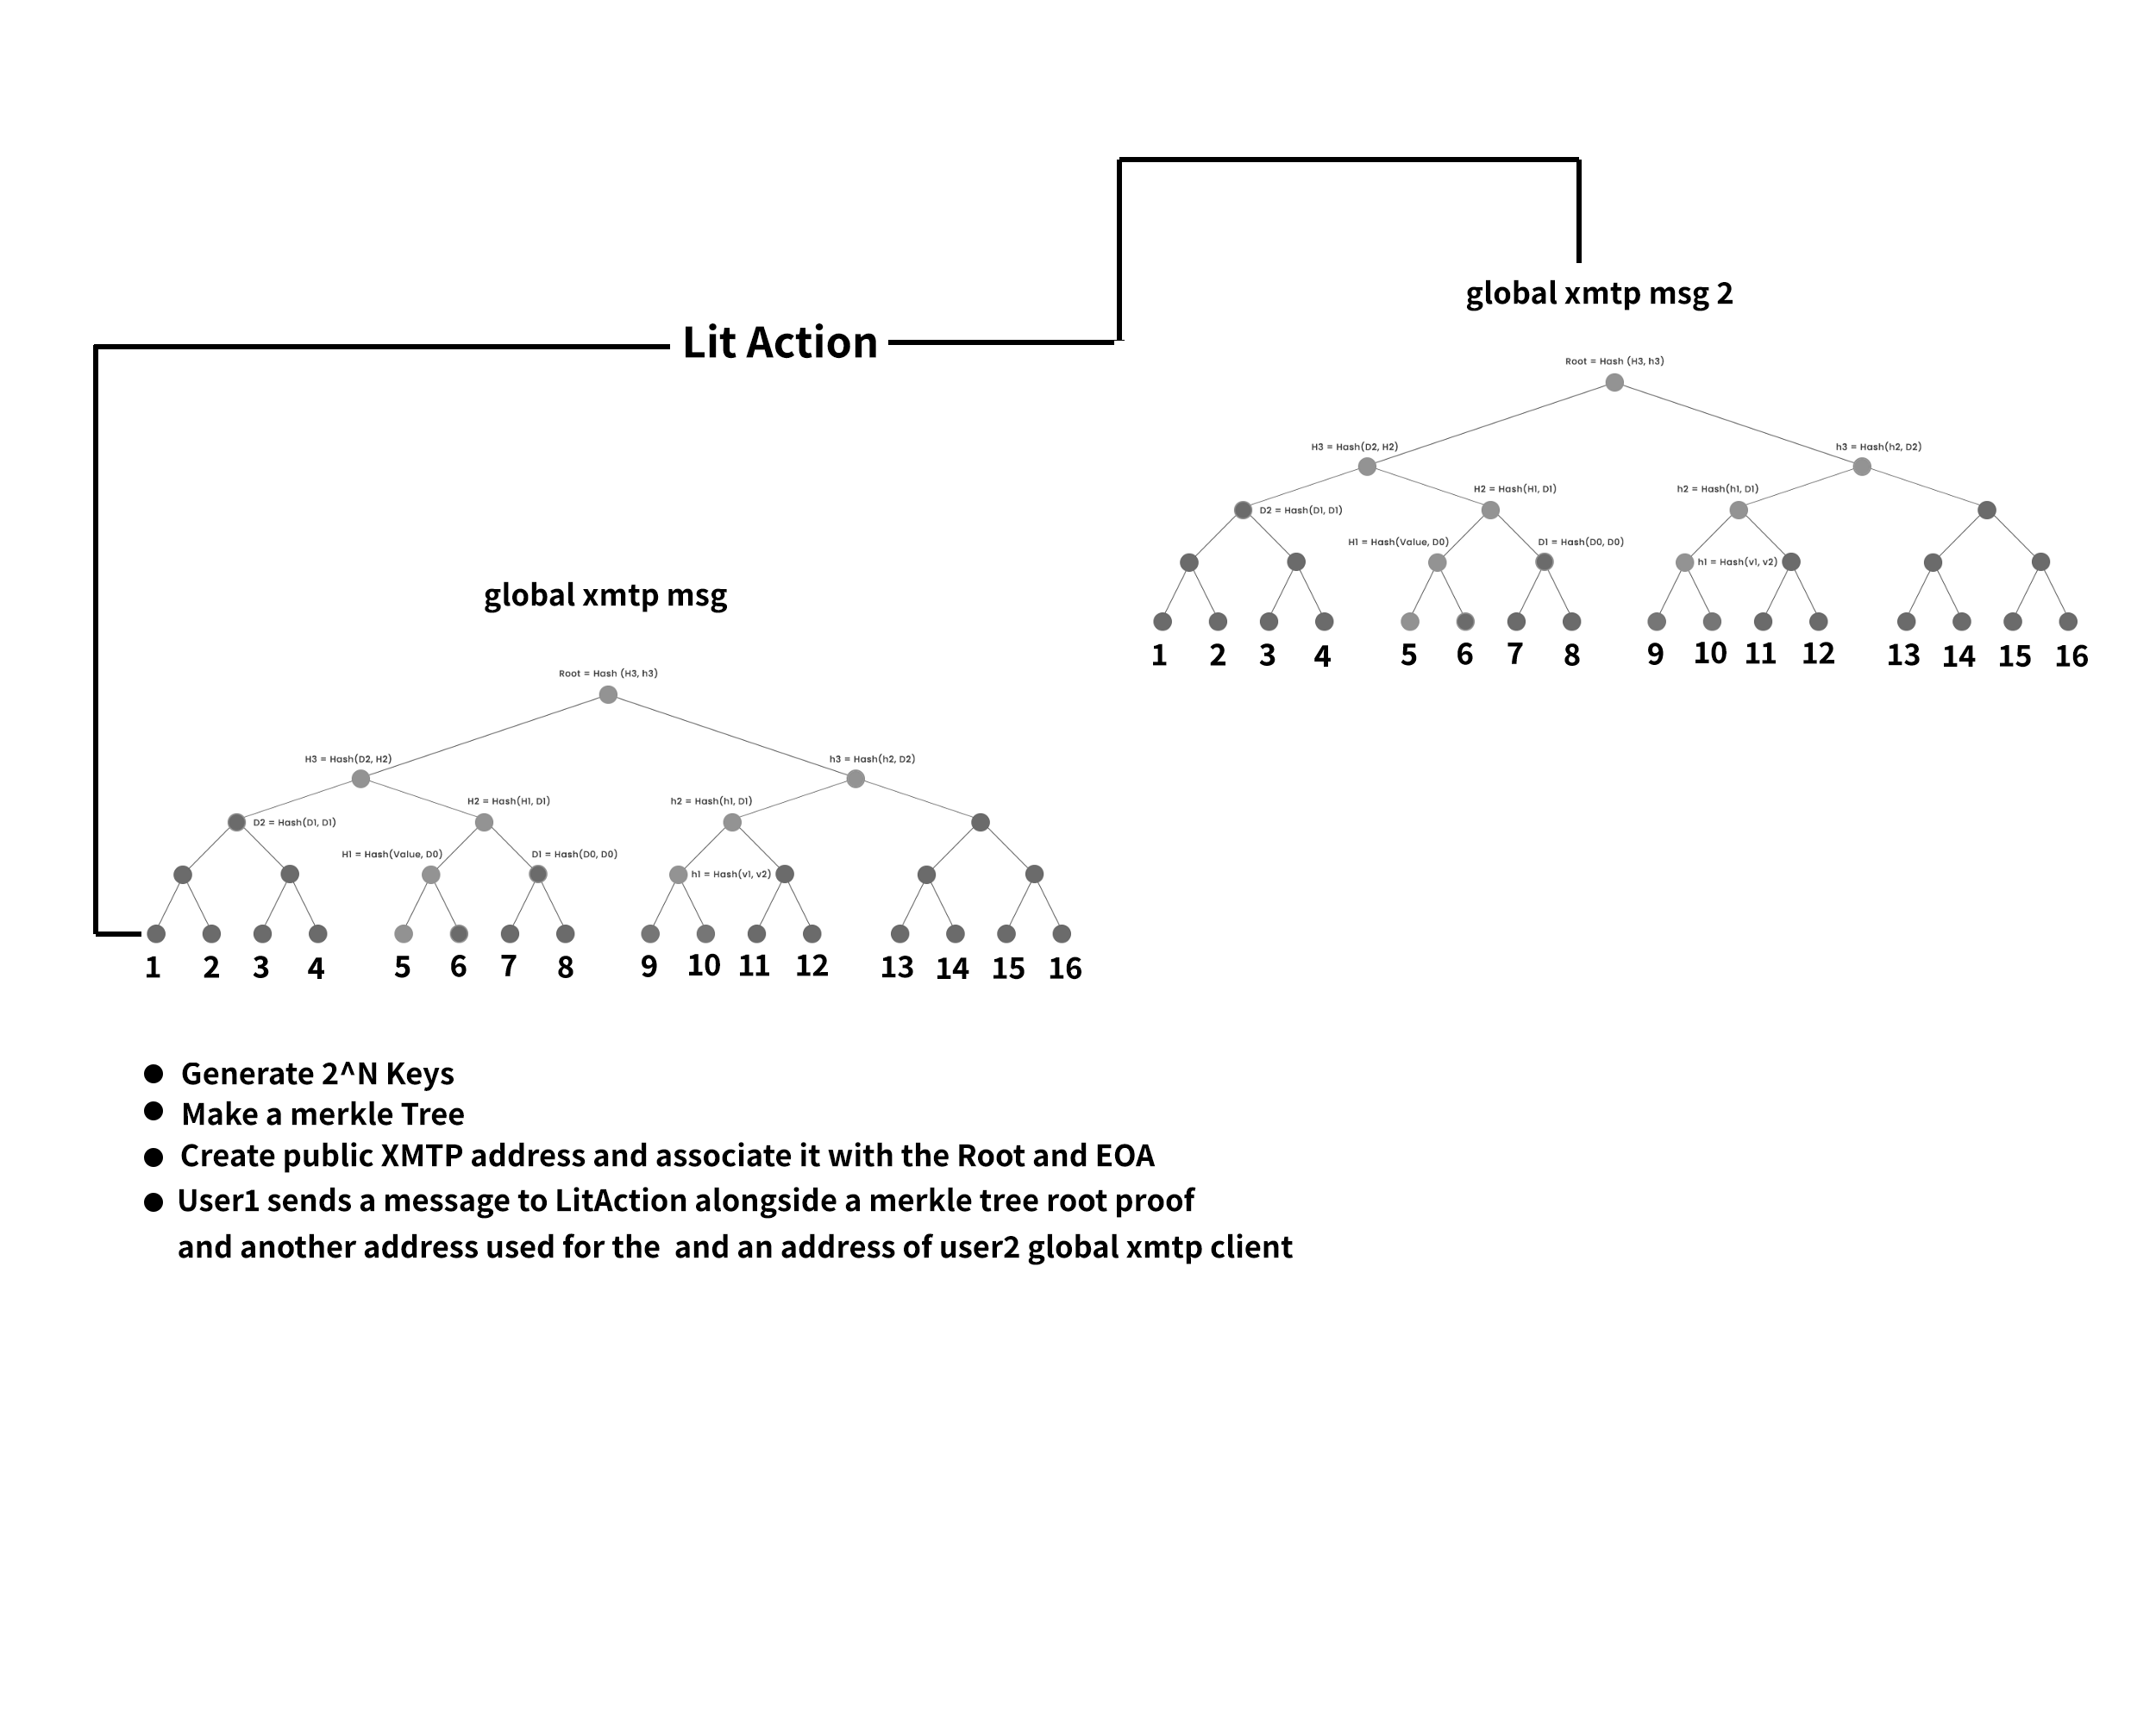 global xmtp msg 2
Lit Action
Root = Hash (H3, h3)
H3 = Hash(D2, H2)
h3 = Hash(h2, D2)
H2 = Hash(H1, D1)
h2 = Hash(h1, D1)
D2 = Hash(D1, D1)
H1 = Hash(Value, D0)
D1 = Hash(D0, D0)
h1 = Hash(v1, v2)
1 2 3 4 5 6 7 8 9 10 11 12 13 14 15 16
global xmtp msg
Root = Hash (H3, h3)
H3 = Hash(D2, H2)
h3 = Hash(h2, D2)
H2 = Hash(H1, D1)
h2 = Hash(h1, D1)
D2 = Hash(D1, D1)
H1 = Hash(Value, D0)
D1 = Hash(D0, D0)
h1 = Hash(v1, v2)
1 2 3 4 5 6 7 8 9 10 11 12 13 14 15 16
Generate 2^N Keys
Make a merkle Tree
Create public XMTP address and associate it with the Root and EOA
User1 sends a message to LitAction alongside a merkle tree root proof
and another address used for the  and an address of user2 global xmtp client